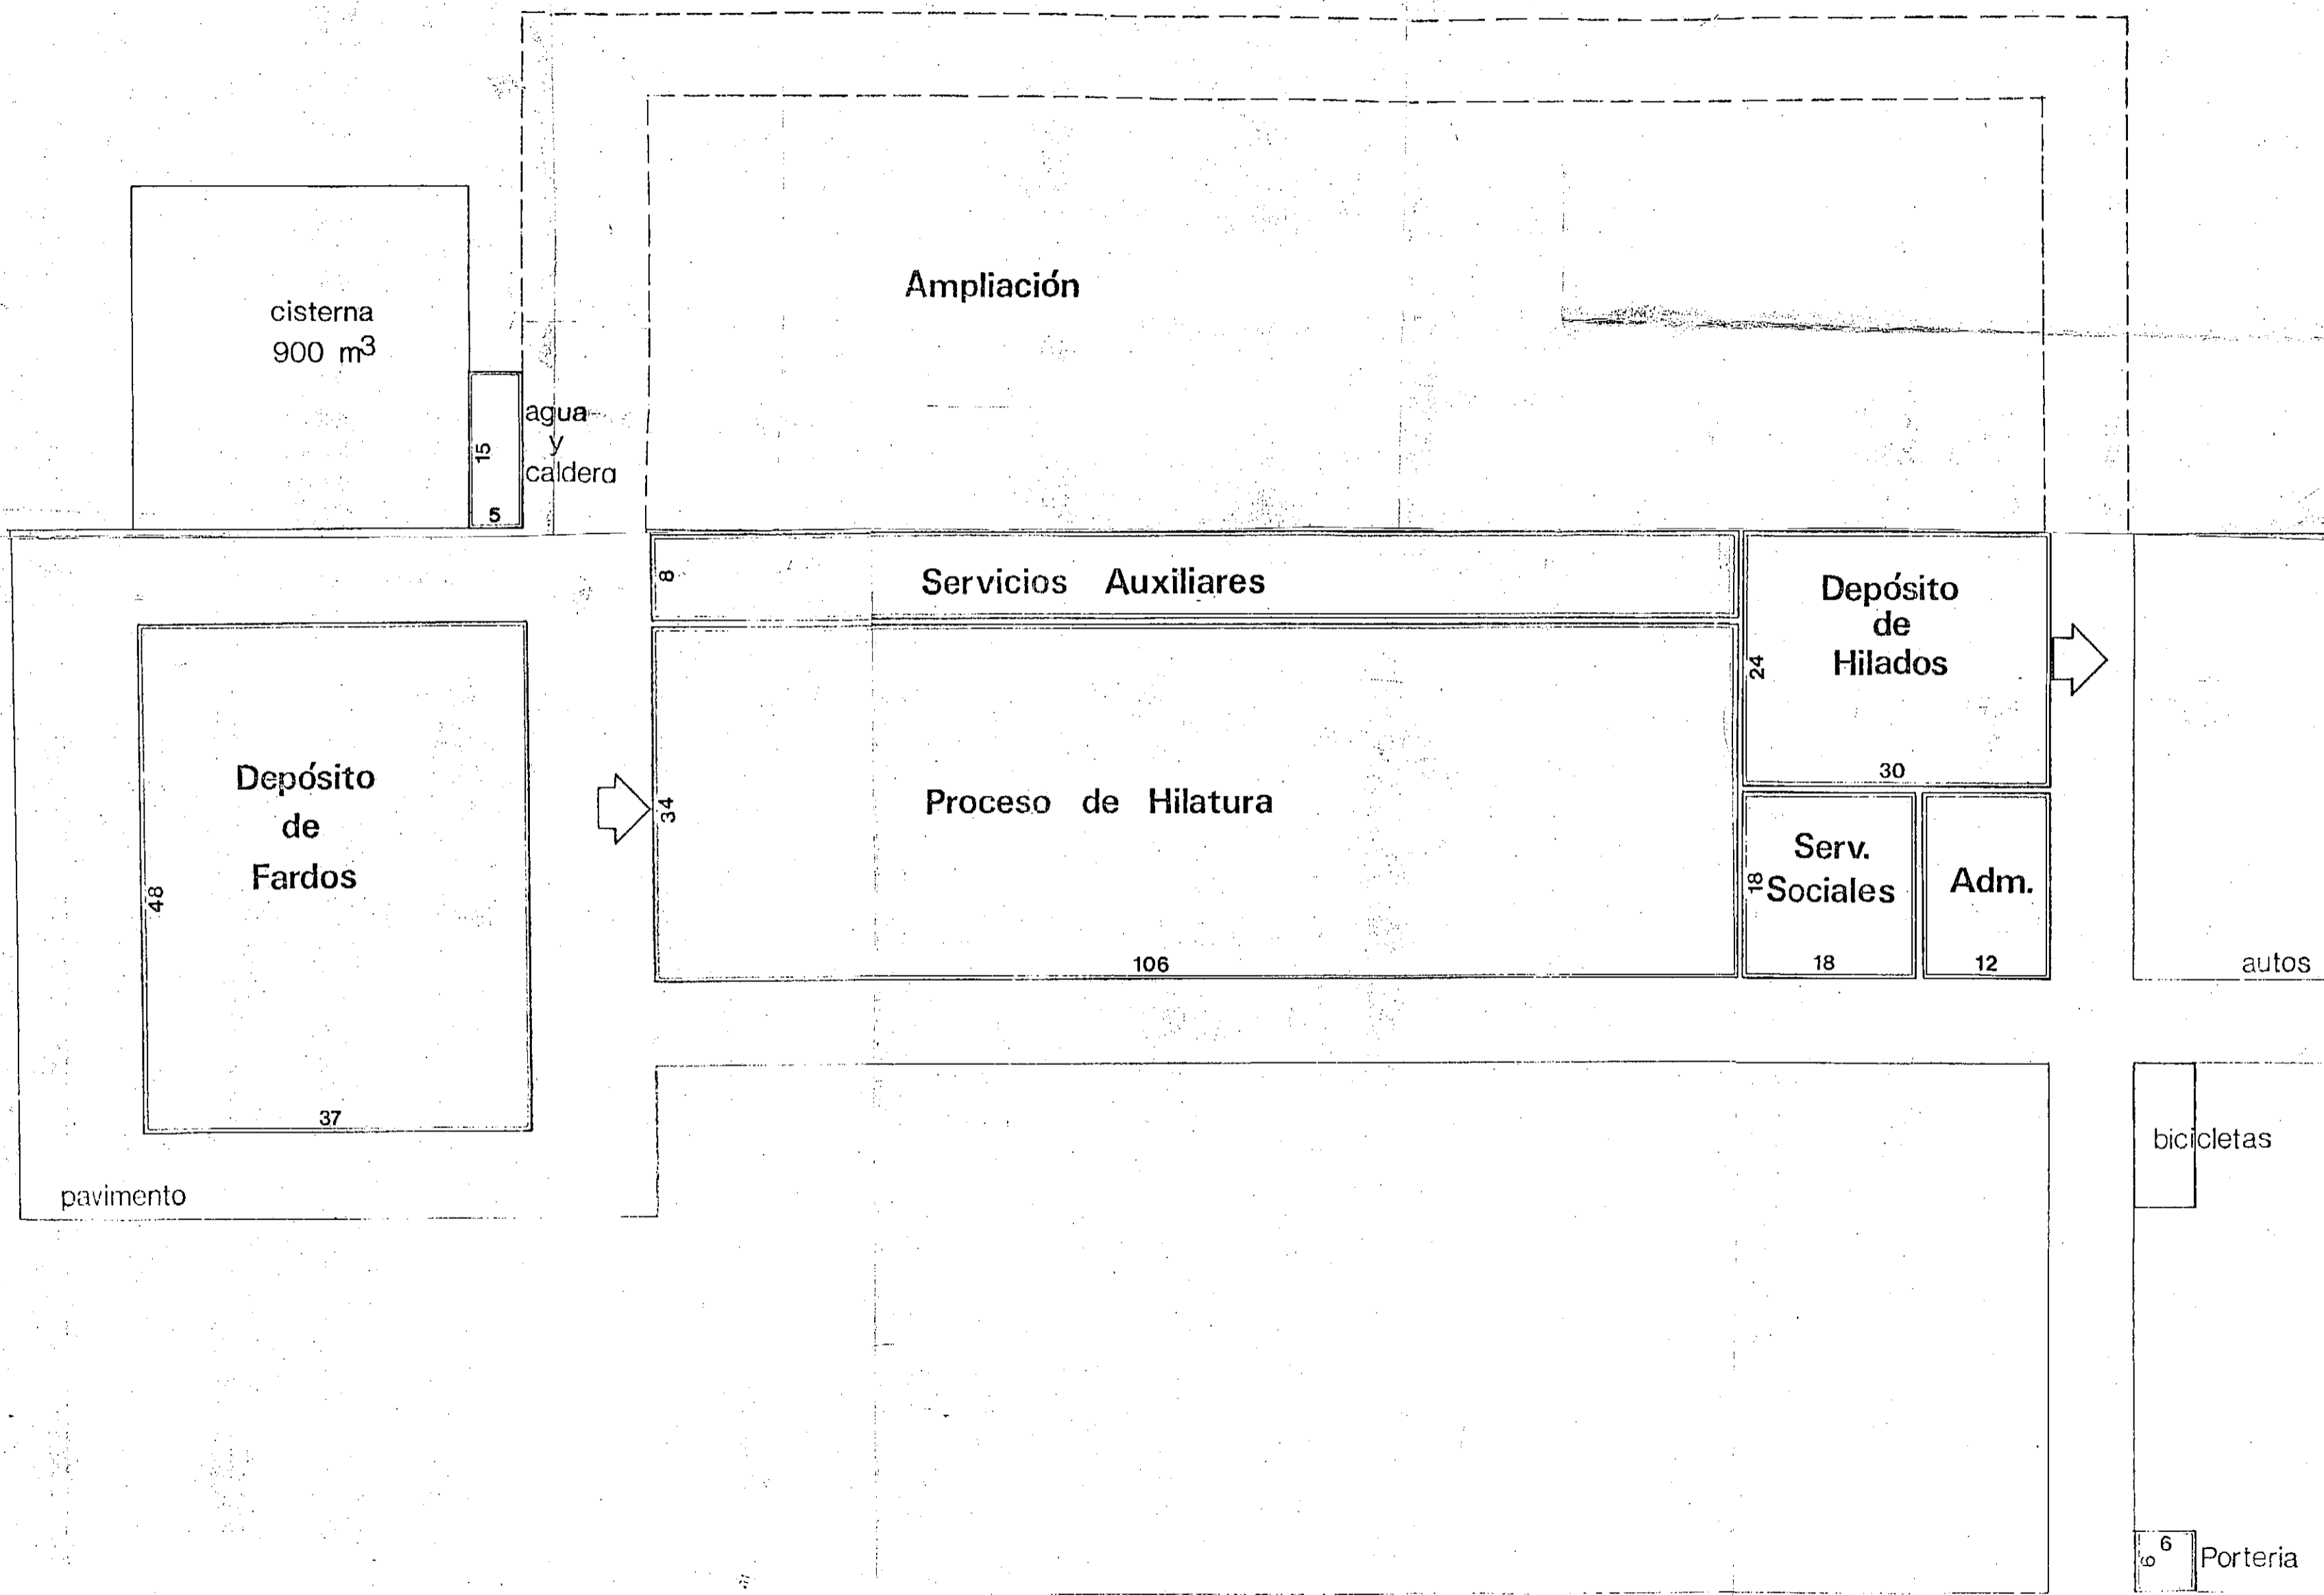 Ampliación
cisterna
900 m³
agua
y
caldera
15
5
8
Servicios Auxiliares
Depósito
de
Hilados
24
30
Depósito
de
Fardos
48
37
34
Proceso de Hilatura
106
Serv.
Sociales
18
18
Adm.
12
autos
bicicletas
pavimento
6
6
Porteria